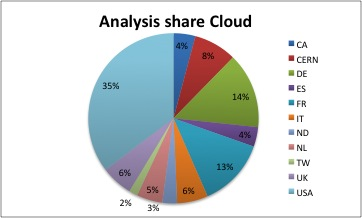 Analysis share Cloud
4%
8%
14%
4%
13%
6%
3%
5%
2%
6%
35%
CA
CERN
DE
ES
FR
IT
ND
NL
TW
UK
USA